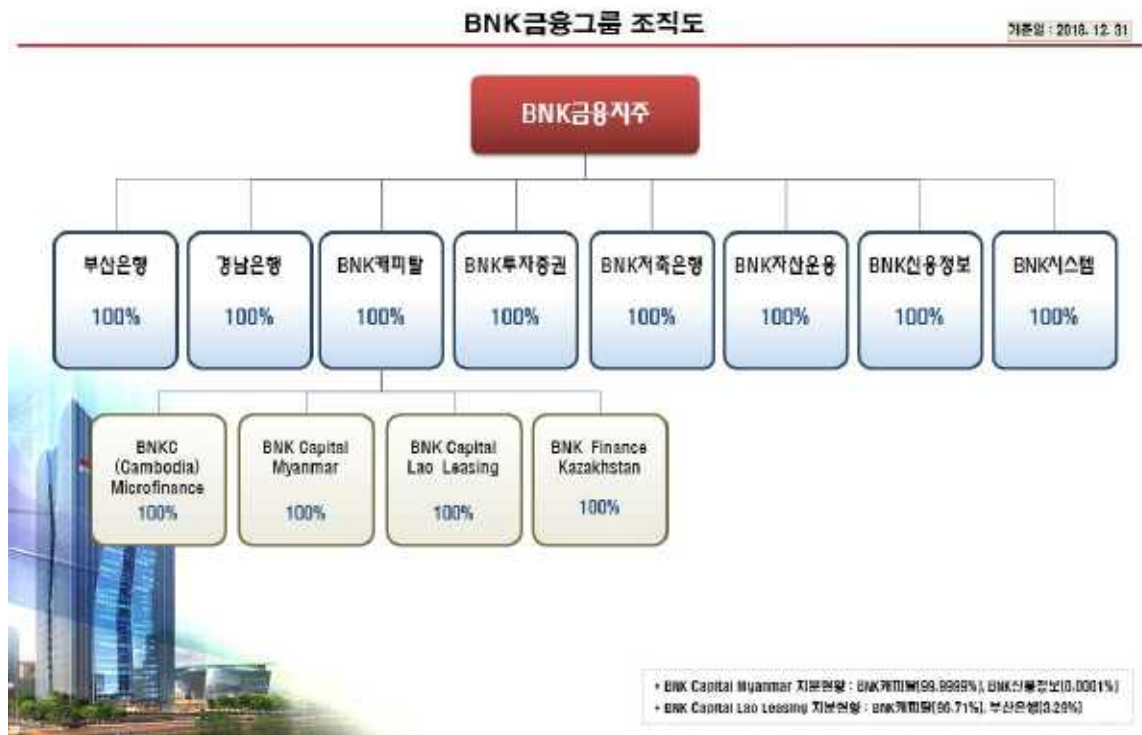 BNK금융그룹 조직도
기준일 : 2018. 12. 31
BNK금융지주
부산은행
100%
경남은행
100%
BNK캐피탈
100%
BNK투자증권
100%
BNK저축은행
100%
BNK자산운용
100%
BNK신용정보
100%
BNK시스템
100%
BNKC
(Cambodia)
Microfinance
100%
BNK Capital
Myanmar
100%
BNK Capital
Lao Leasing
100%
BNK Finance
Kazakhstan
100%
• BNK Capital Myanmar 지분현황 : BNK캐피탈(99.9999%), BNK신용정보(0.0001%)
• BNK Capital Lao Leasing 지분현황 : BNK캐피탈(96.71%), 부산은행(3.29%)